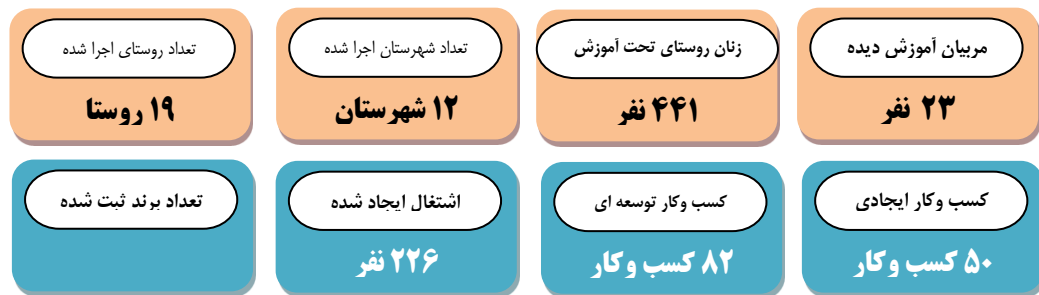 مربیان آموزش دیده
۲۳ نفر
زنان روستای تحت آموزش
۴۴۱ نفر
تعداد شهرستان اجرا شده
۱۲ شهرستان
تعداد روستای اجرا شده
۱۹ روستا
کسب وکار ایجادی
۵۰ کسب وکار
کسب وکار توسعه ای
۸۲ کسب وکار
اشتغال ایجاد شده
۲۲۶ نفر
تعداد برند ثبت شده